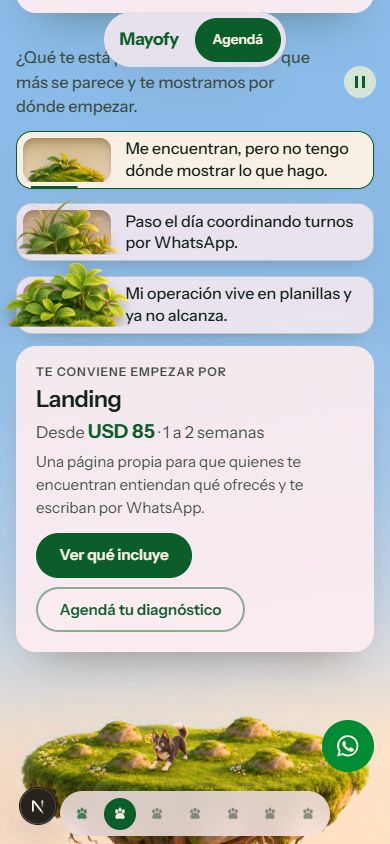 Mayofy
Agendá
¿Qué te está
que
más se parece y te mostramos por
dónde empezar.
Me encuentran, pero no tengo
dónde mostrar lo que hago.
Paso el día coordinando turnos
por WhatsApp.
Mi operación vive en planillas y
ya no alcanza.
TE CONVIENE EMPEZAR POR
Landing
Desde USD 85 · 1 a 2 semanas
Una página propia para que quienes te
encuentran entiendan qué ofrecés y te
escriban por WhatsApp.
Ver qué incluye
Agendá tu diagnóstico
N